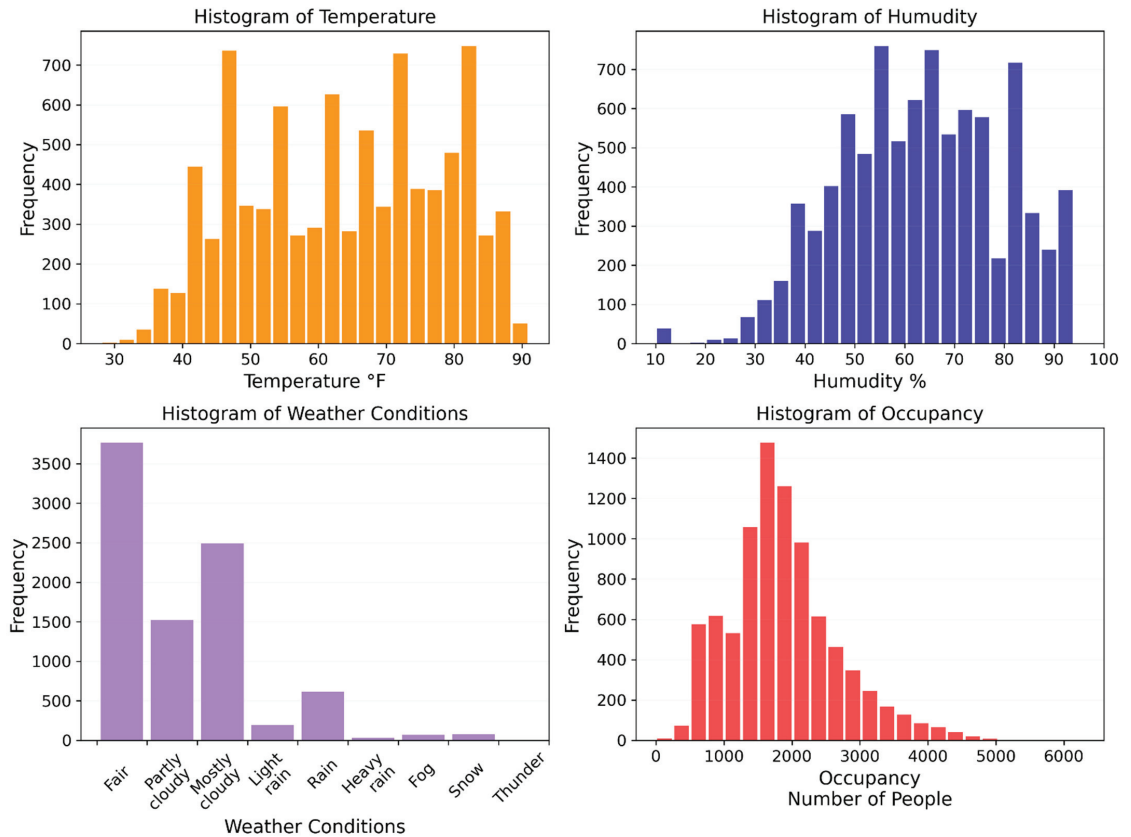 Histogram of Temperature
Frequency
700
600
500
400
300
200
100
0
30 40 50 60 70 80 90
Temperature °F
Histogram of Humudity
Frequency
700
600
500
400
300
200
100
0
10 20 30 40 50 60 70 80 90 100
Humudity %
Histogram of Weather Conditions
Frequency
3500
3000
2500
2000
1500
1000
500
0
Fair
Partly
cloudy
Mostly
cloudy
Light
rain
Rain
Heavy
rain
Fog
Snow
Thunder
Weather Conditions
Histogram of Occupancy
Frequency
1400
1200
1000
800
600
400
200
0
0 1000 2000 3000 4000 5000 6000
Occupancy
Number of People